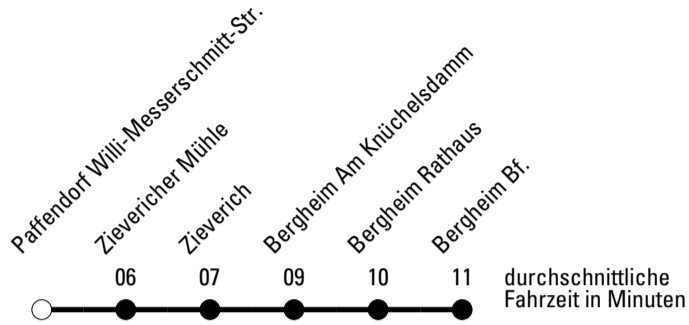 Paffendorf Willi-Messerschmitt-Str.
Zievericher Mühle
Zieverich
Bergheim Am Knüchelsdamm
Bergheim Rathaus
Bergheim Bf.
06 07 09 10 11
durchschnittliche
Fahrzeit in Minuten